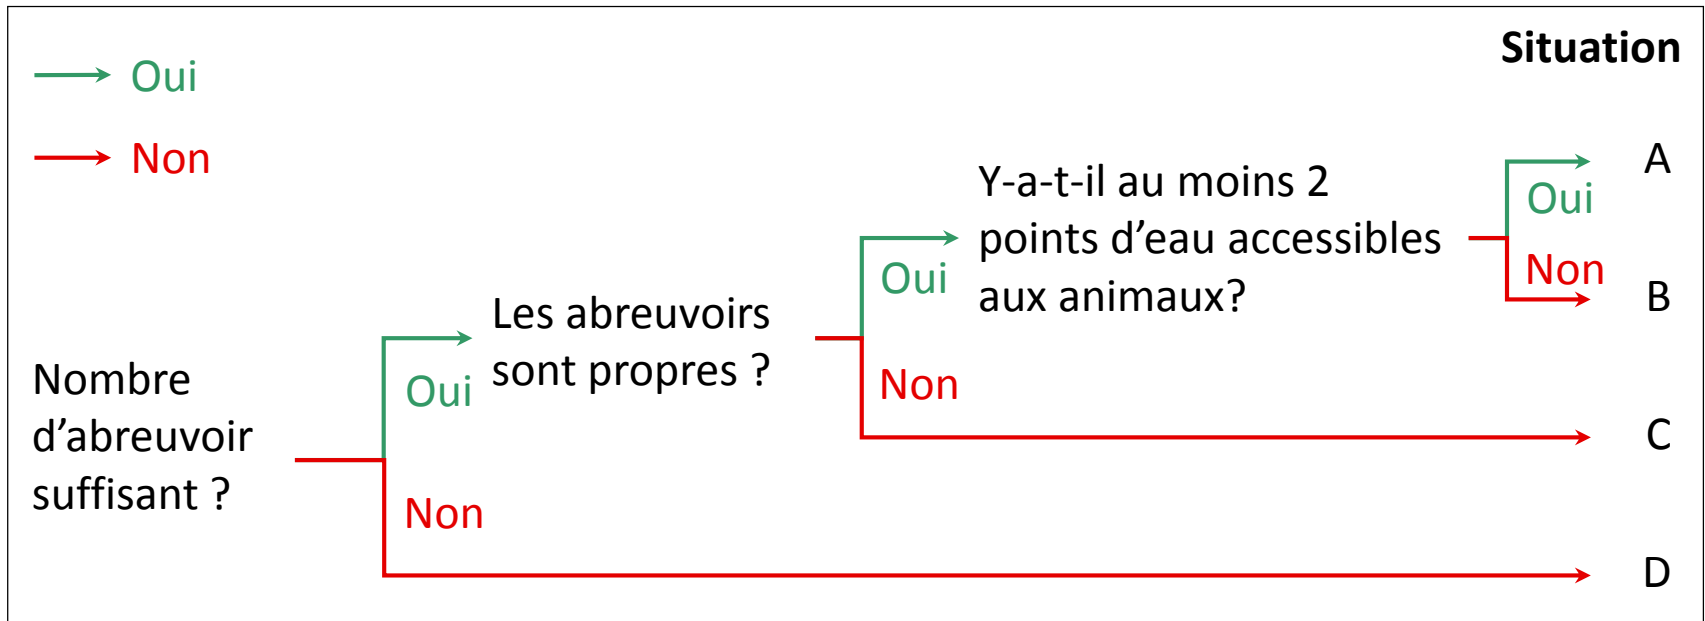 Situation
Oui
Non
Nombre
d'abreuvoir
suffisant ?
Oui
Non
Les abreuvoirs
sont propres ?
Oui
Non
Y-a-t-il au moins 2
points d'eau accessibles
aux animaux?
Oui
Non
A
B
C
D